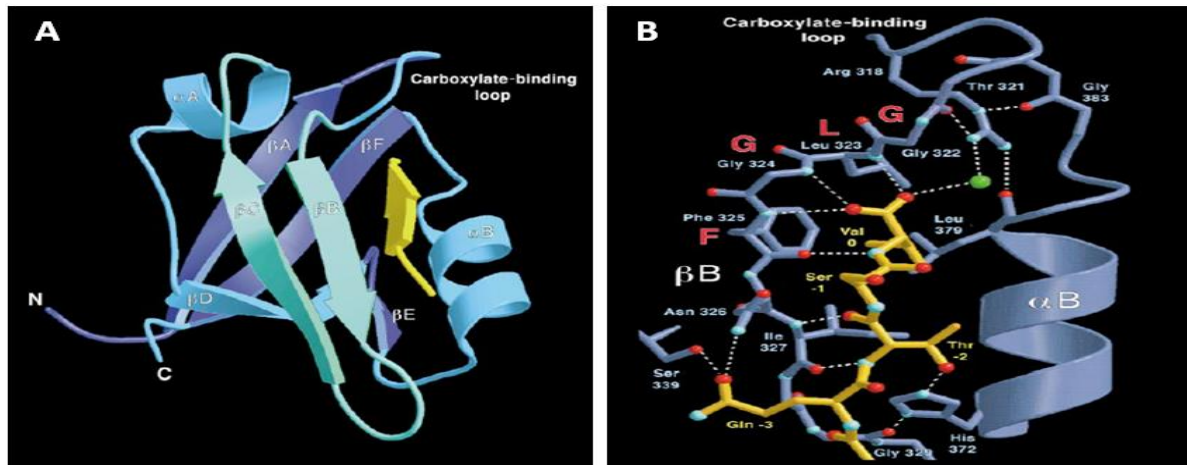 A
Carboxylate-binding
loop
αA
βA
βF
βC
βB
αB
βD
βE
N
C
B
Carboxylate-binding
loop
Arg 318
Thr 321
Gly
383
G
L
G
Leu 323
Gly 322
Gly 324
Phe 325
F
Val
0
Leu
379
βB
Ser
-1
αB
Asn 326
Ile
327
Thr
-2
Ser
339
Gln -3
His
372
Gly 329